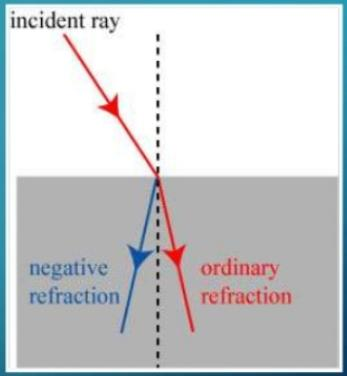 incident ray
negative
refraction
ordinary
refraction